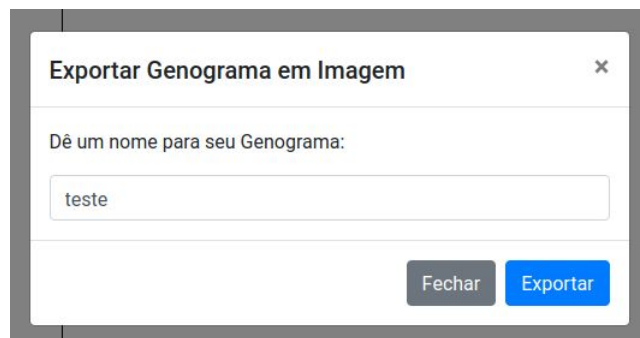 Exportar Genograma em Imagem ×
Dê um nome para seu Genograma:
teste
Fechar Exportar